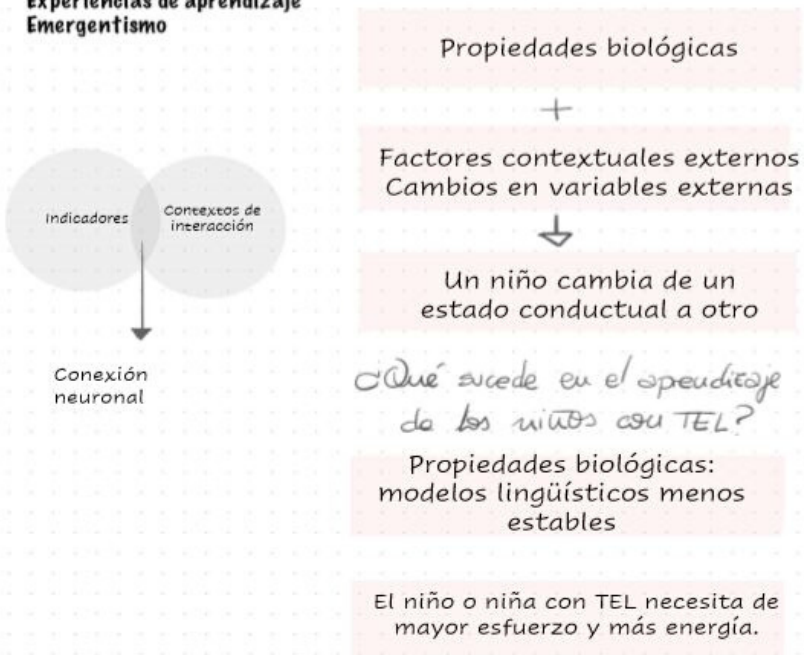 Experiencias de aprendizaje
Emergentismo
Indicadores
Contextos de
interacción
Conexión
neuronal
Propiedades biológicas
+
Factores contextuales externos
Cambios en variables externas
Un niño cambia de un
estado conductual a otro
¿Qué sucede en el apendizaje
de los niños con TEL?
Propiedades biológicas:
modelos lingüísticos menos
estables
El niño o niña con TEL necesita de
mayor esfuerzo y más energía.